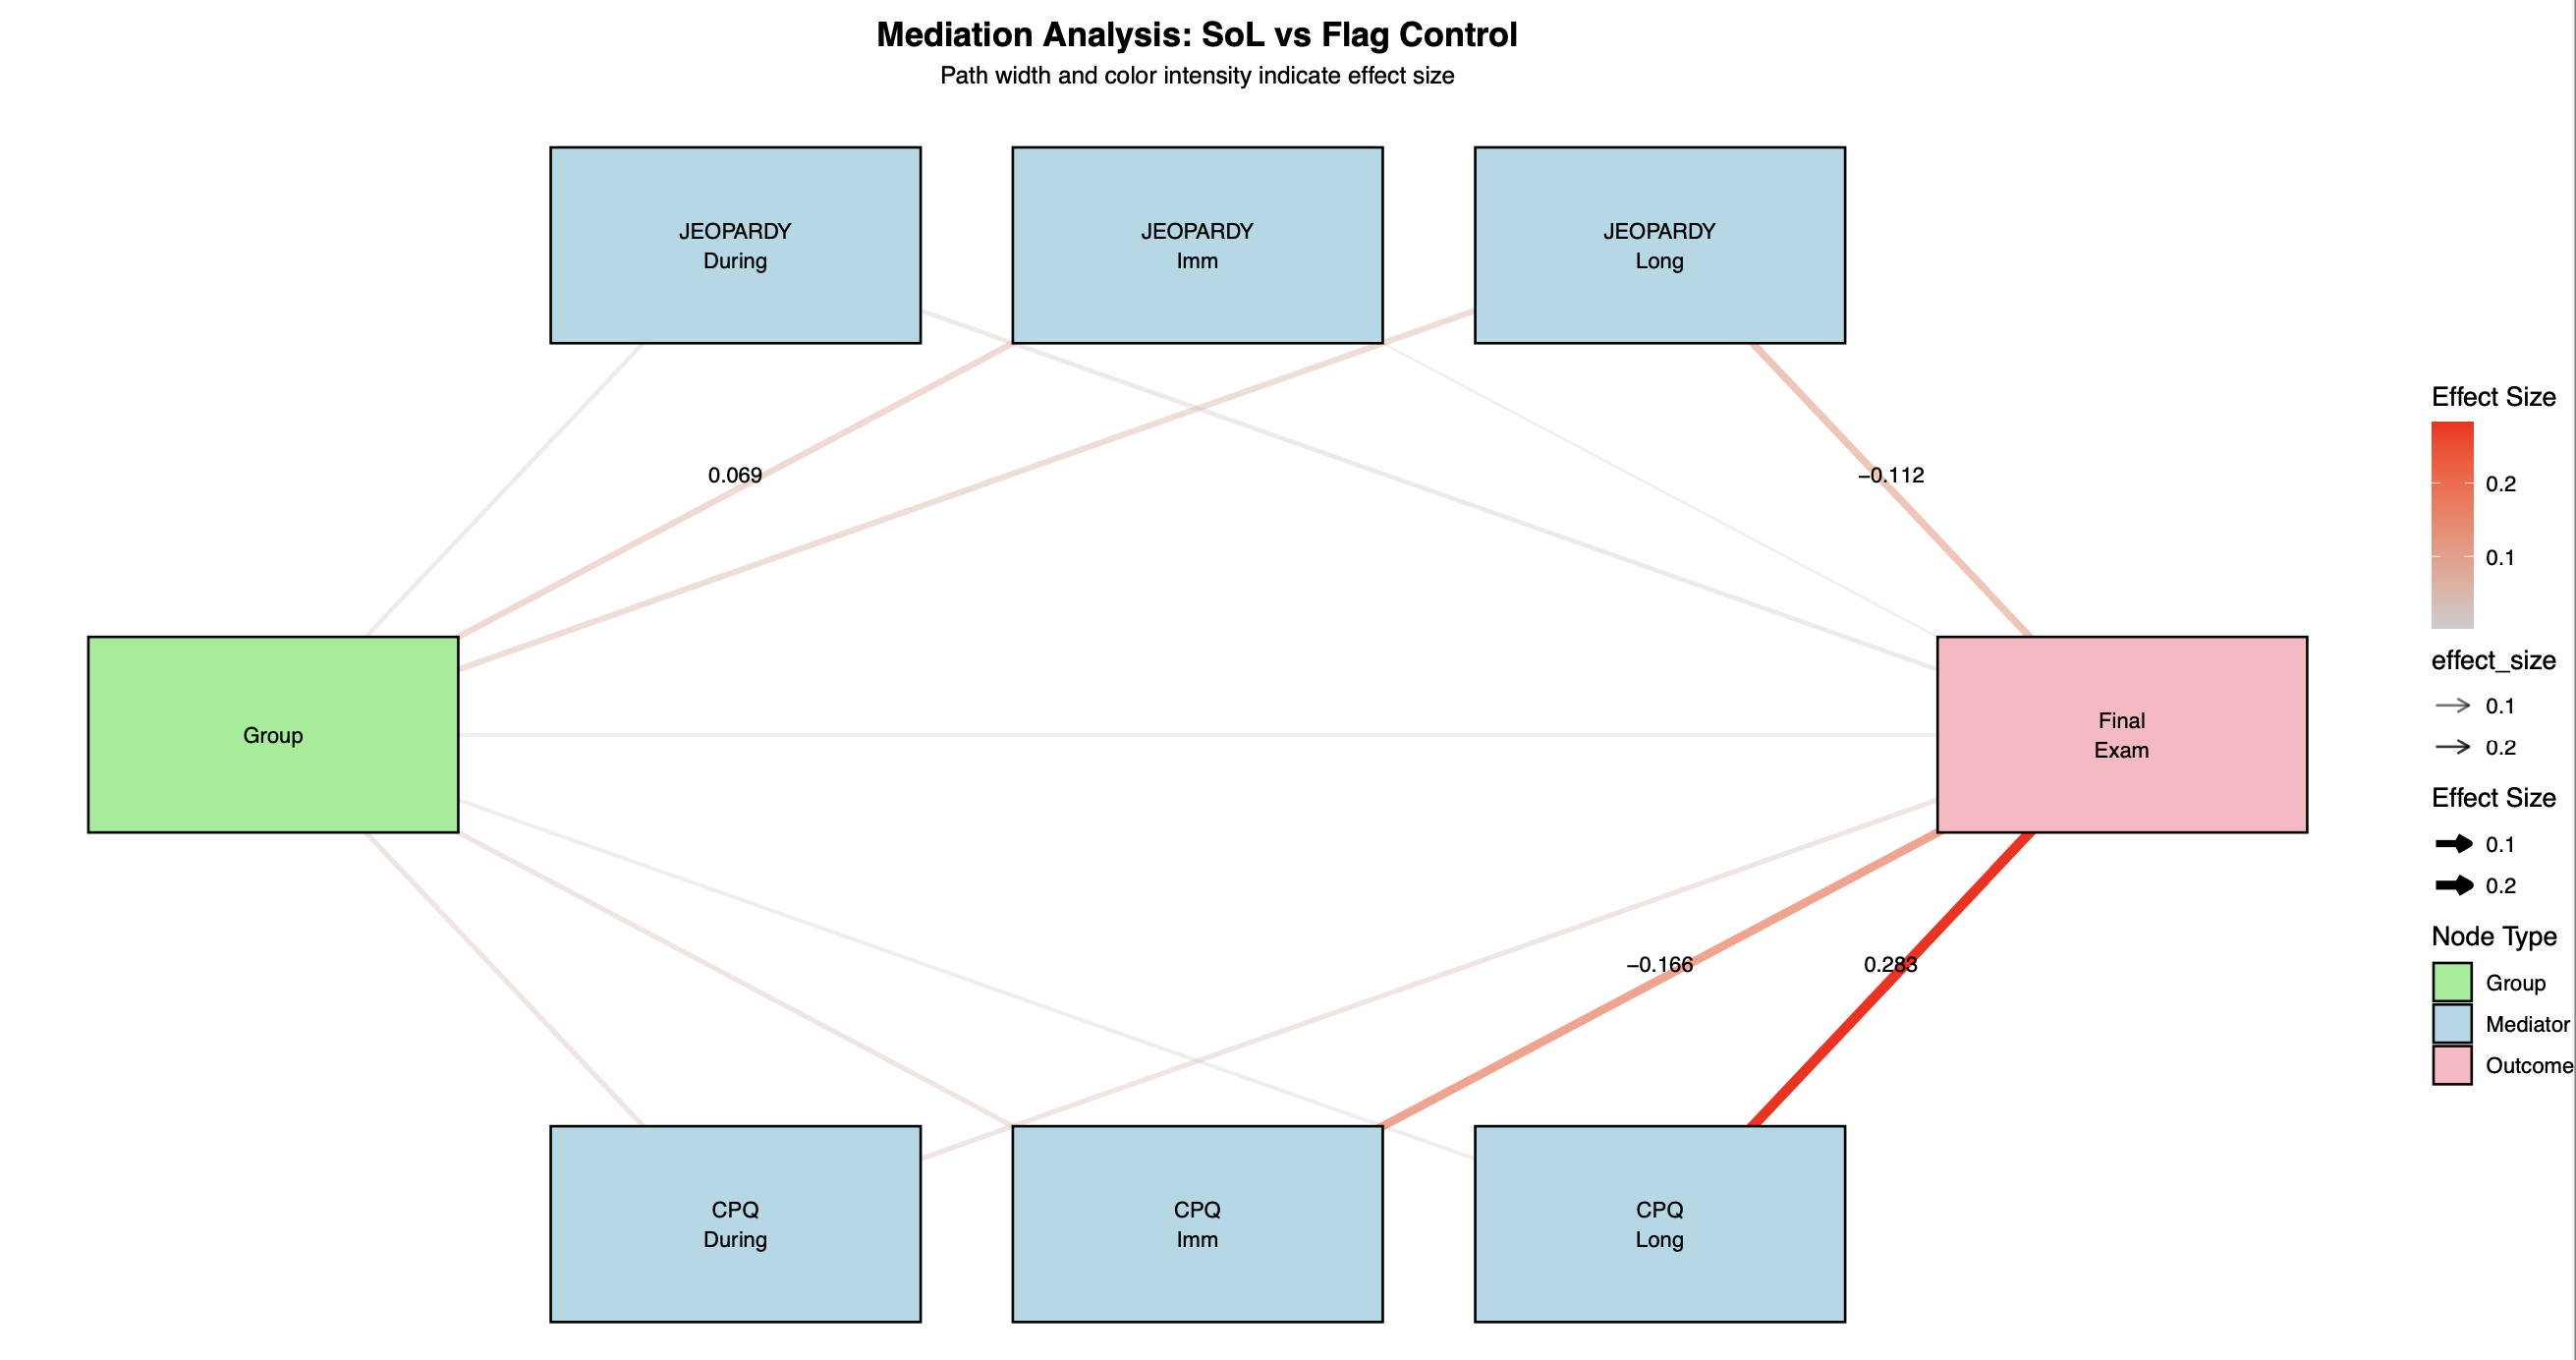 Mediation Analysis: SoL vs Flag Control
Path width and color intensity indicate effect size
JEOPARDY
During
JEOPARDY
Imm
JEOPARDY
Long
0.069
−0.112
Group
Final
Exam
−0.166
0.283
CPQ
During
CPQ
Imm
CPQ
Long
Effect Size
0.2
0.1
effect_size
0.1
0.2
Effect Size
0.1
0.2
Node Type
Group
Mediator
Outcome